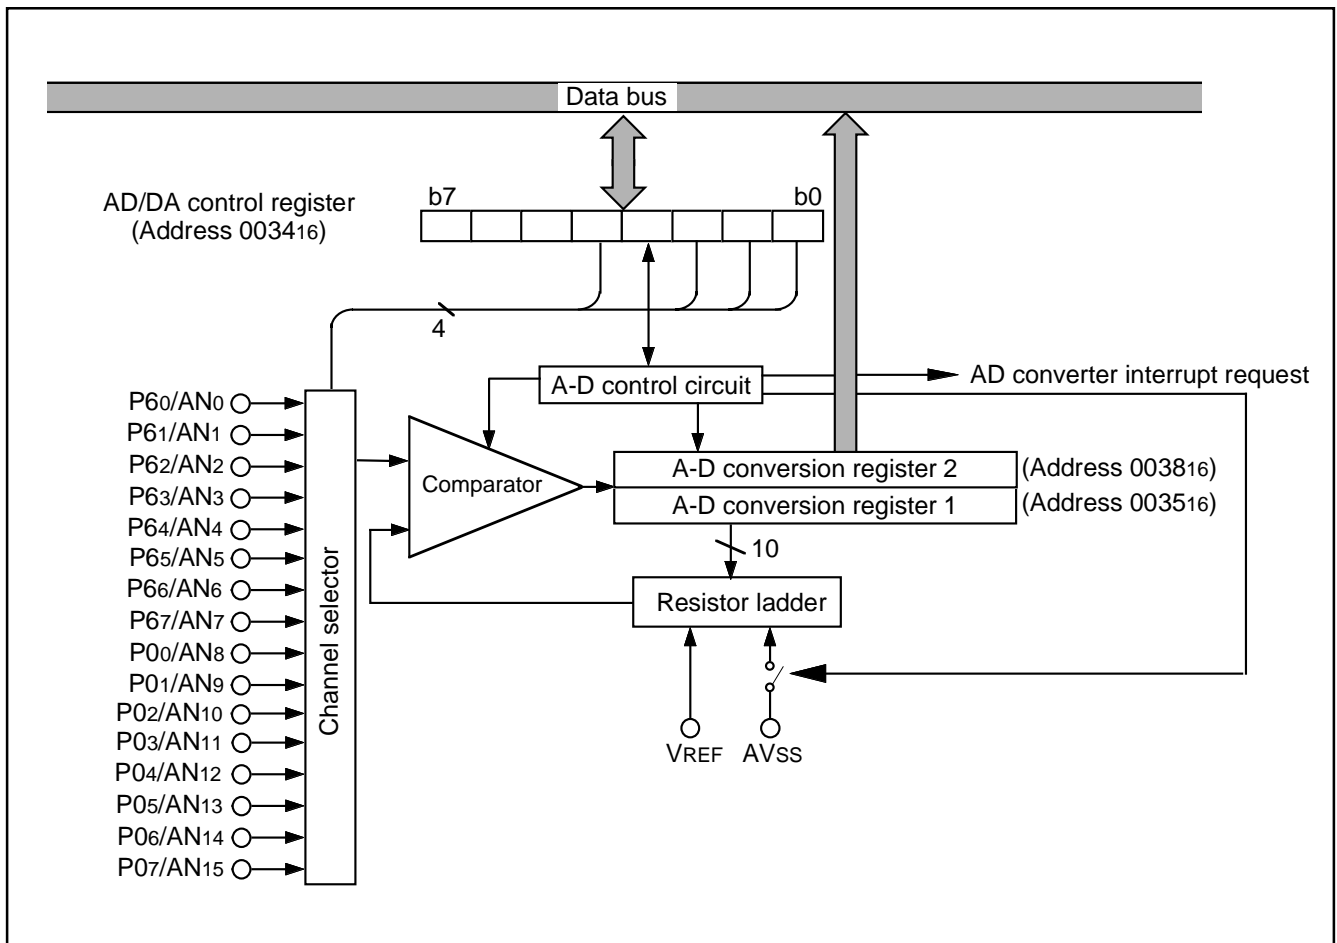 Data bus
AD/DA control register
(Address 003416)
b7
b0
4
A-D control circuit
AD converter interrupt request
P60/AN0
P61/AN1
P62/AN2
P63/AN3
P64/AN4
P65/AN5
P66/AN6
P67/AN7
P00/AN8
P01/AN9
P02/AN10
P03/AN11
P04/AN12
P05/AN13
P06/AN14
P07/AN15
Channel selector
Comparator
A-D conversion register 2
(Address 003816)
A-D conversion register 1
(Address 003516)
10
Resistor ladder
VREF
AVSS